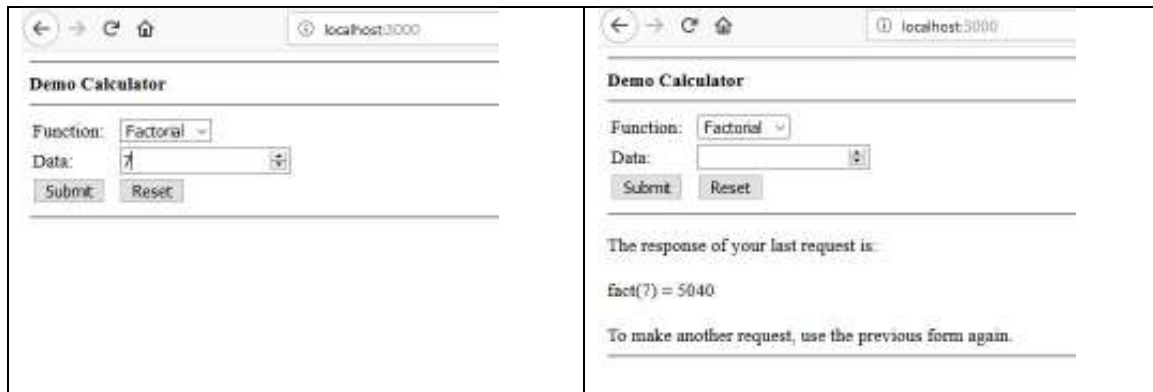 localhost:3000
Demo Calculator
Function: Factorial
Data: 7
Submit Reset
localhost:3000
Demo Calculator
Function: Factorial
Data:
Submit Reset
The response of your last request is:
fact(7) = 5040
To make another request, use the previous form again.